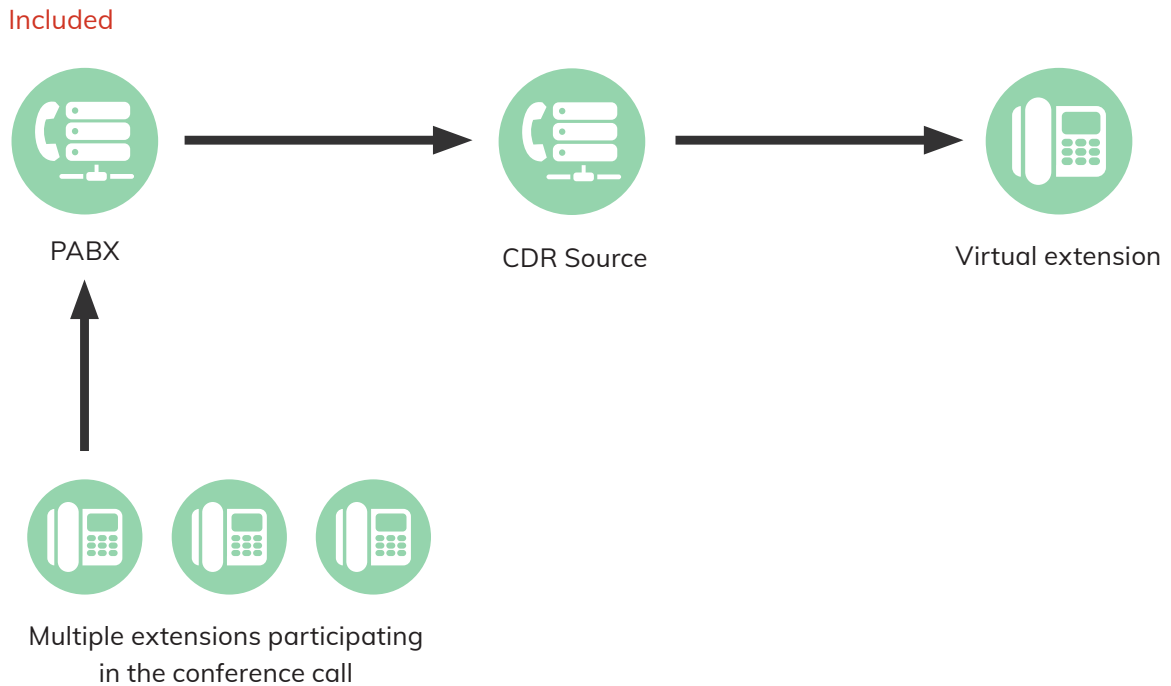 Included
PABX
CDR Source
Virtual extension
Multiple extensions participating
in the conference call